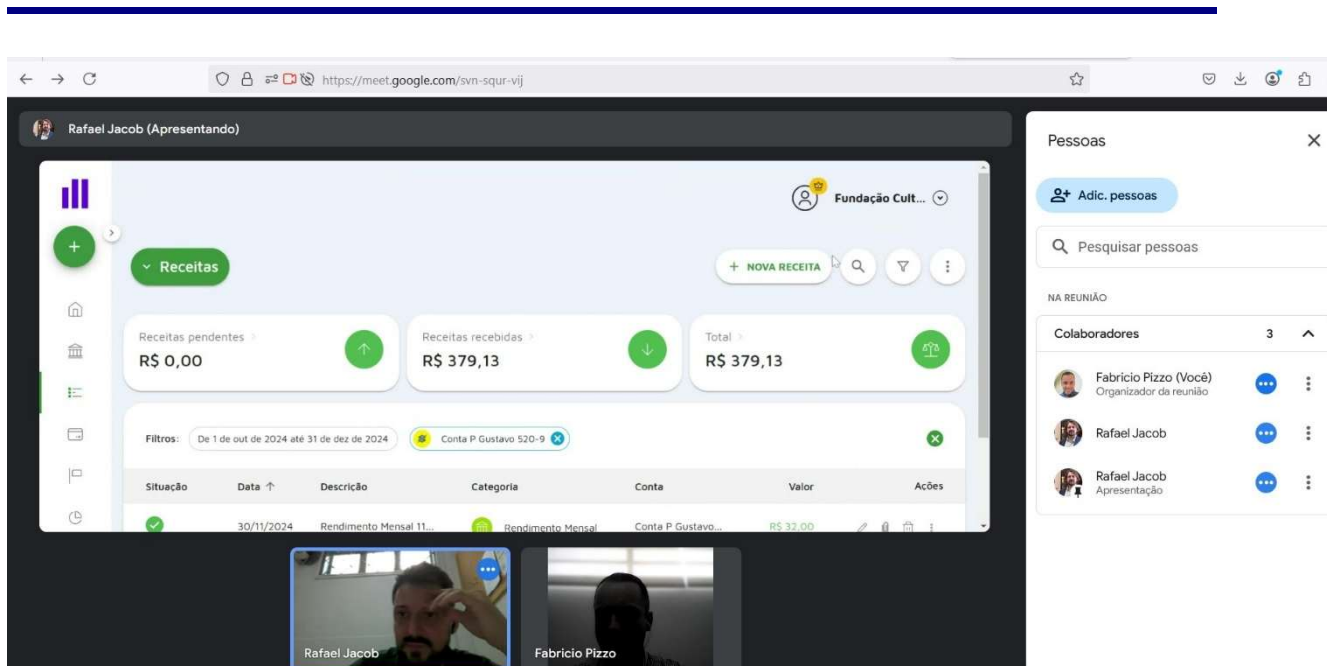 https://meet.google.com/svn-squr-vij
Rafael Jacob (Apresentando)
Fundação Cult...
Receitas
+ NOVA RECEITA
Receitas pendentes >
R$ 0,00
Receitas recebidas >
R$ 379,13
Total >
R$ 379,13
Filtros: De 1 de out de 2024 até 31 de dez de 2024 Conta P Gustavo 520-9
Situação Data ↑ Descrição Categoria Conta Valor Ações
30/11/2024 Rendimento Mensal 11... Rendimento Mensal Conta P Gustavo... R$ 32,00
Rafael Jacob
Fabricio Pizzo
Pessoas
Adic. pessoas
Pesquisar pessoas
NA REUNIÃO
Colaboradores 3
Fabricio Pizzo (Você)
Organizador da reunião
Rafael Jacob
Rafael Jacob
Apresentação